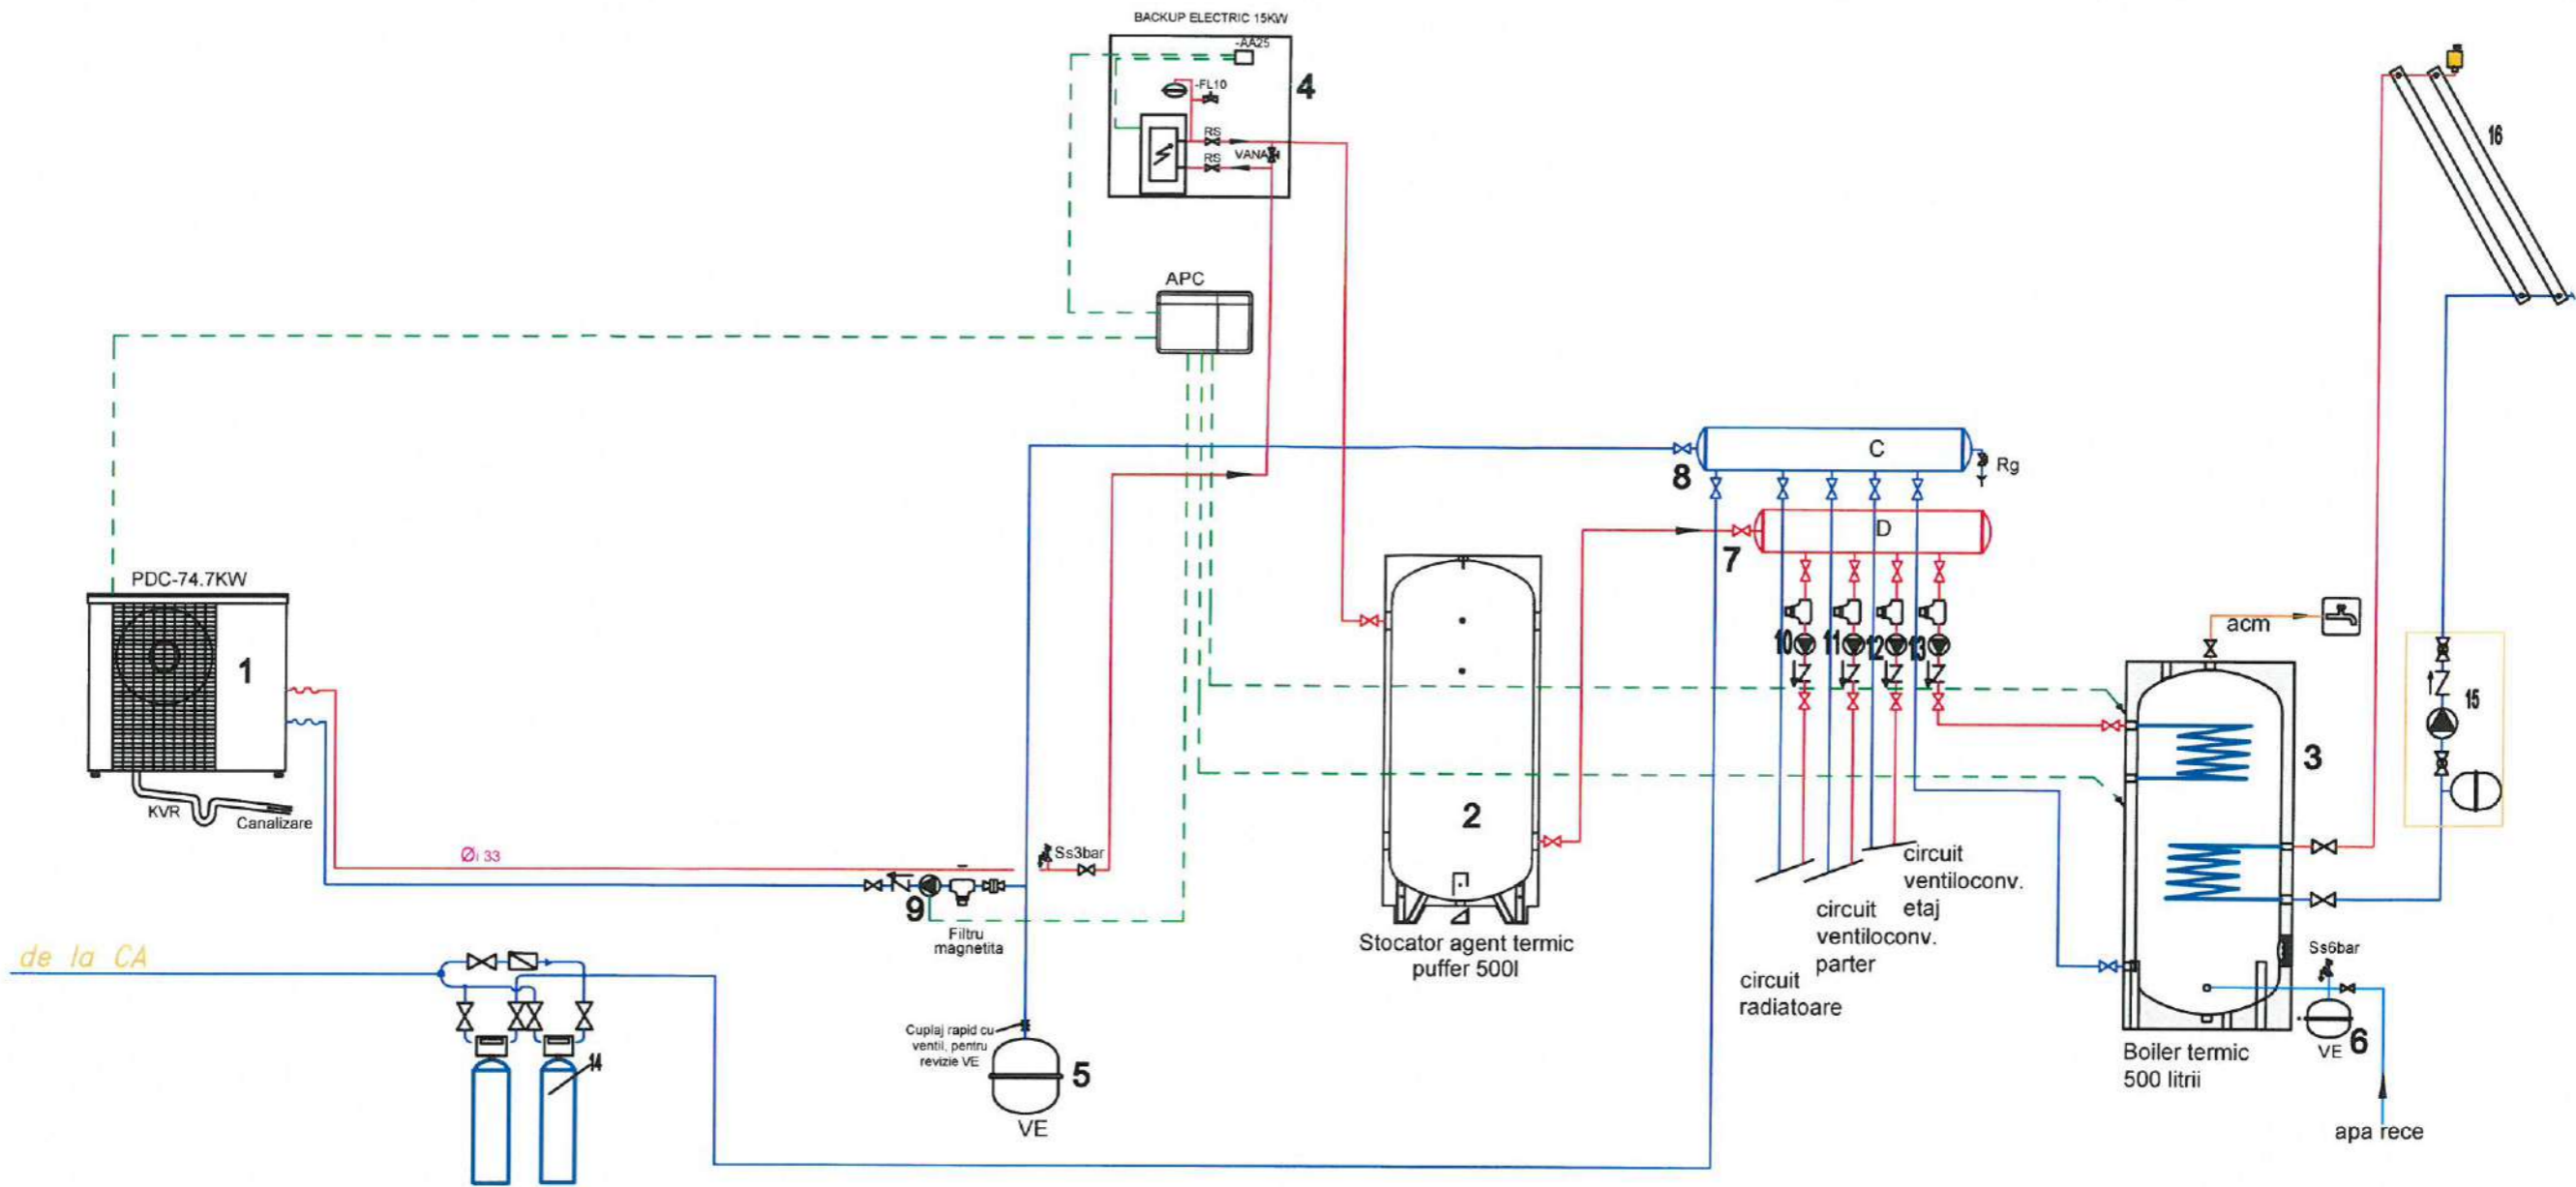 BACKUP ELECTRIC 15KW
-AA25
4
-FL10
RS
RS
VANA
16
APC
C
8
Rg
D
7
PDC-74.7KW
1
KVR
Canalizare
Øi 33
Ss3bar
9
Filtru
magnetita
2
Stocator agent termic
puffer 500l
10
11
12
13
acm
15
3
circuit
ventiloconv.
etaj
circuit
ventiloconv.
parter
circuit
radiatoare
de la CA
14
Cuplaj rapid cu
ventil, pentru
revizie VE
5
VE
Ss6bar
VE 6
Boiler termic
500 litrii
apa rece